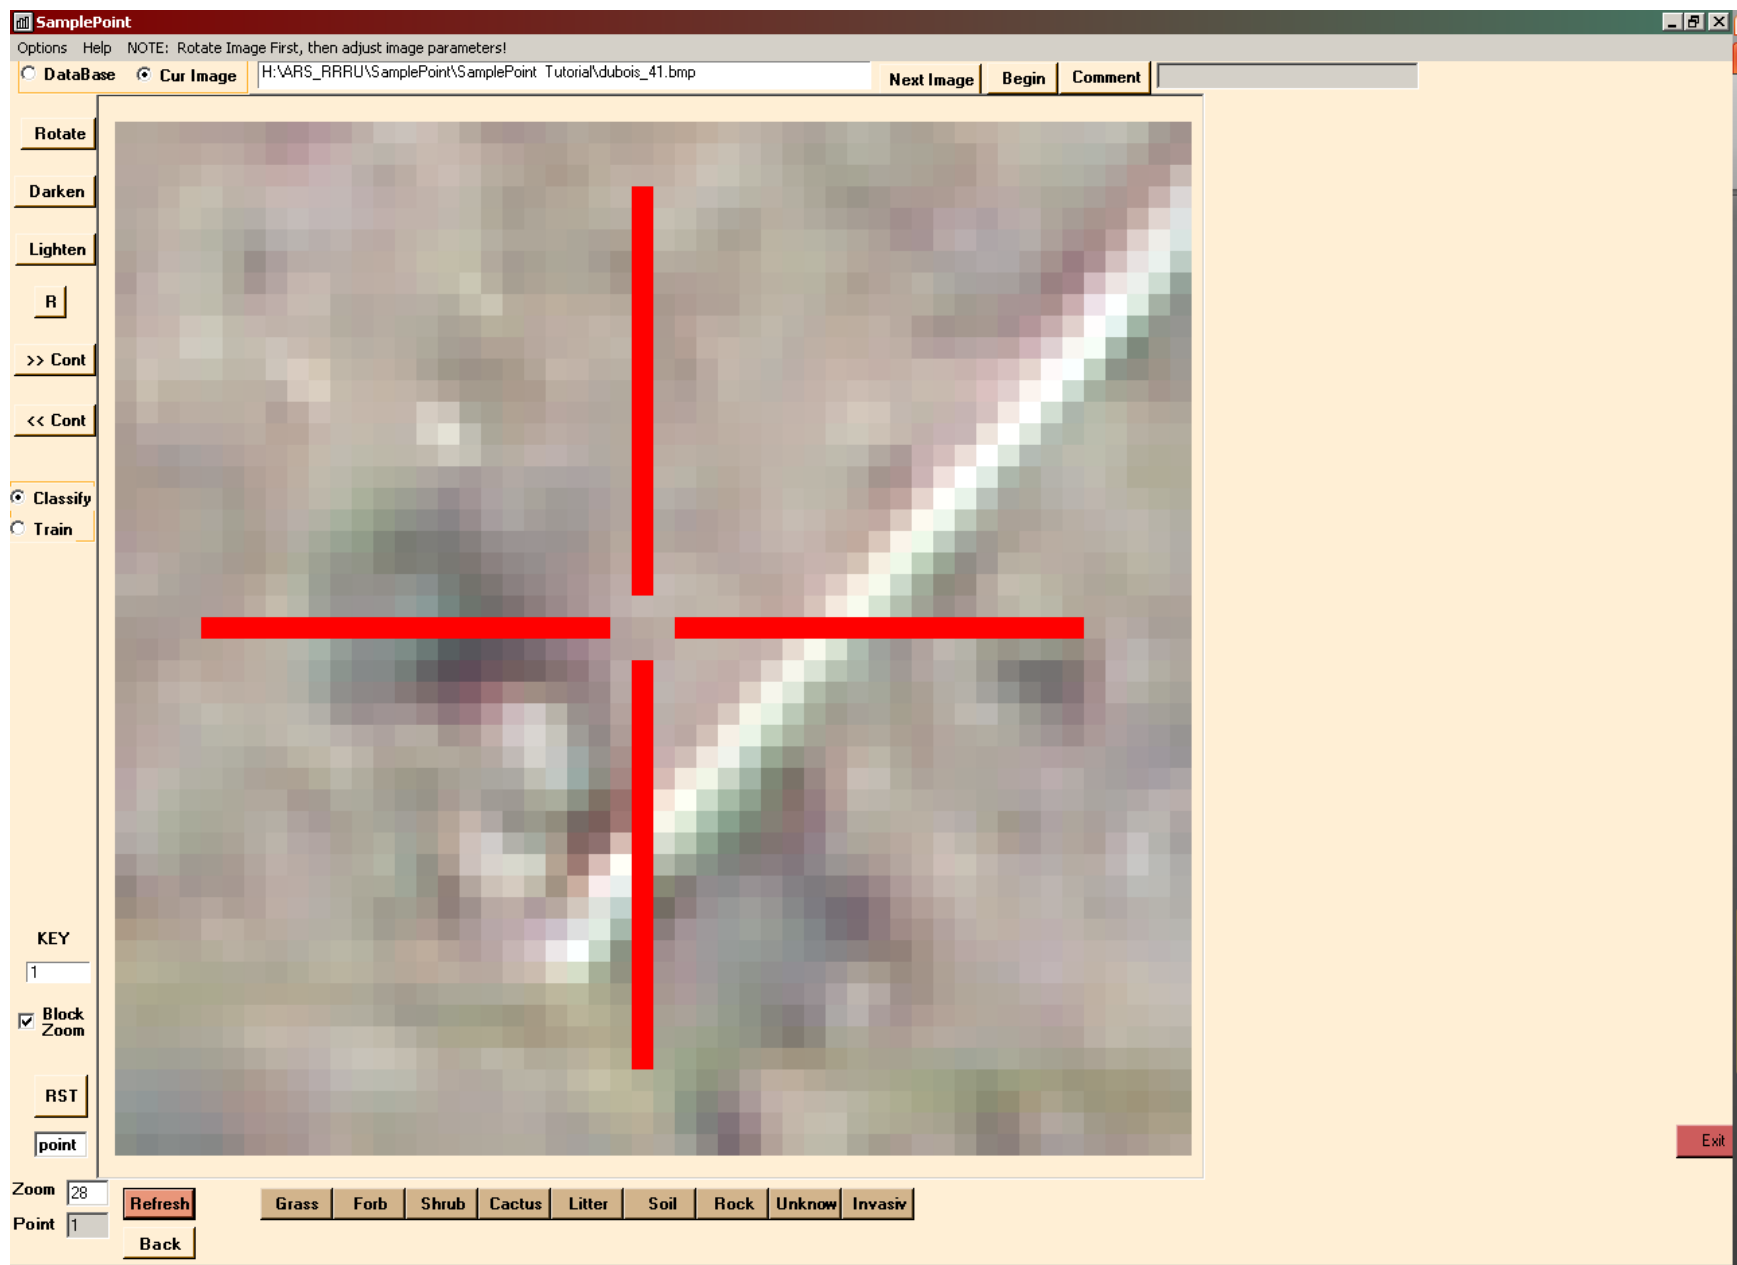 SamplePoint
Options Help NOTE: Rotate Image First, then adjust image parameters!
DataBase Cur Image H:\ARS_RRRU\SamplePoint\SamplePoint Tutorial\dubois_41.bmp Next Image Begin Comment
Rotate
Darken
Lighten
R
>> Cont
<< Cont
Classify
Train
KEY
1
Block
Zoom
RST
point
Exit
Zoom 28 Refresh Grass Forb Shrub Cactus Litter Soil Rock Unknow Invasiv
Point 1
Back